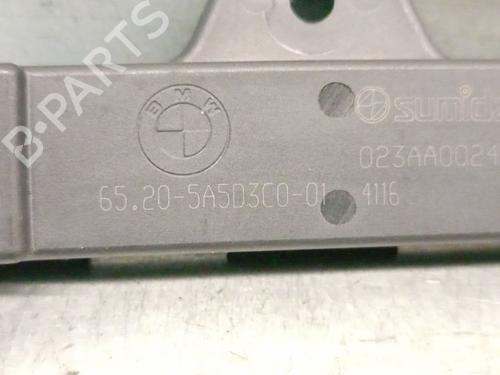 B-PARTS
BMW
sumida
023AA0024
65.20-5A5D3C0-01 4116